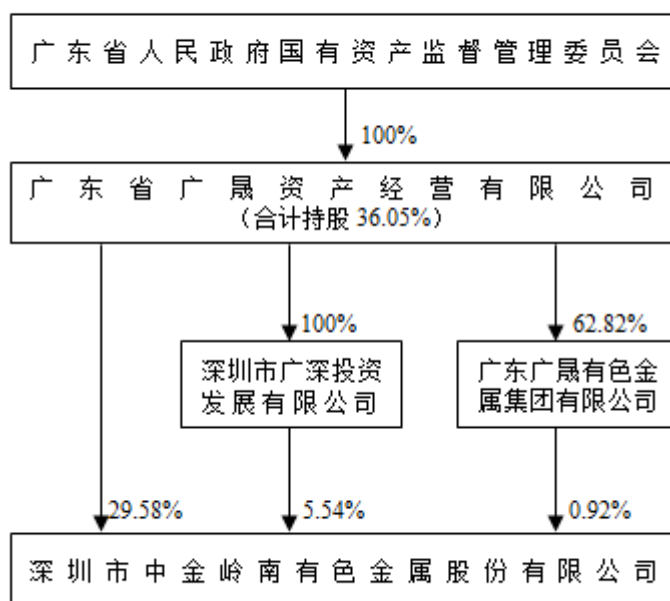 广东省人民政府国有资产监督管理委员会
100%
广东省广晟资产经营有限公司
（合计持股 36.05%）
100%
62.82%
深圳市广深投资
发展有限公司
广东广晟有色金
属集团有限公司
29.58%
5.54%
0.92%
深圳市中金岭南有色金属股份有限公司